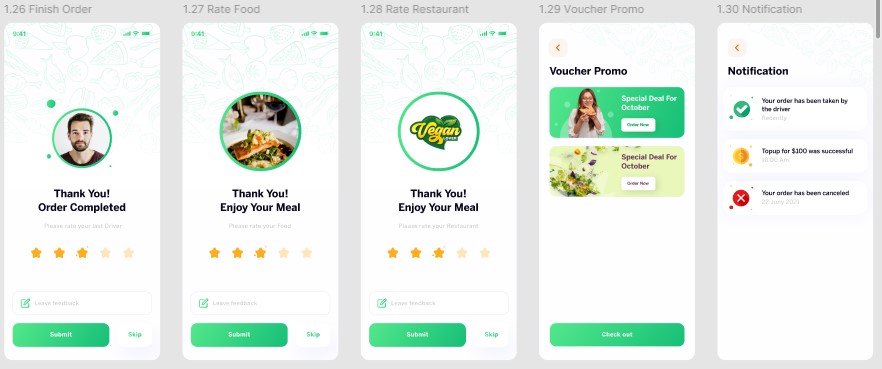 1.26 Finish Order
1.27 Rate Food
1.28 Rate Restaurant
1.29 Voucher Promo
1.30 Notification
9:41
Thank You!
Order Completed
Please rate your last Driver
Leave feedback
Submit
Skip
9:41
Thank You!
Enjoy Your Meal
Please rate your Food
Leave feedback
Submit
Skip
9:41
Vegan
LOVER
Thank You!
Enjoy Your Meal
Please rate your Restaurant
Leave feedback
Submit
Skip
Voucher Promo
Special Deal For
October
Order Now
Special Deal For
October
Order Now
Check out
Notification
Your order has been taken by
the driver
Recently
Topup for $100 was successful
10.00 Am
Your order has been canceled
22 Juny 2021